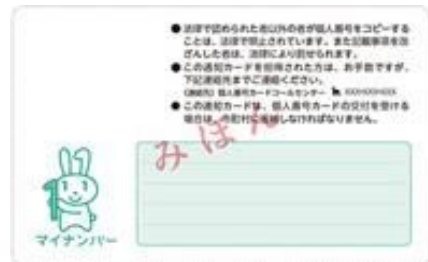 ●法律で認められた者以外の者が個人番号をコピーする
ことは、法律で禁止されています。また記載事項を改
ざんした者は、法律により罰せられます。
●この通知カードを拾得された方は、お手数ですが、
下記連絡先までご連絡ください。
(連絡先) 個人番号カードコールセンター
●この通知カードは、個人番号カードの交付を受ける
場合は、市町村に返納しなければなりません。
みほん
マイナンバー